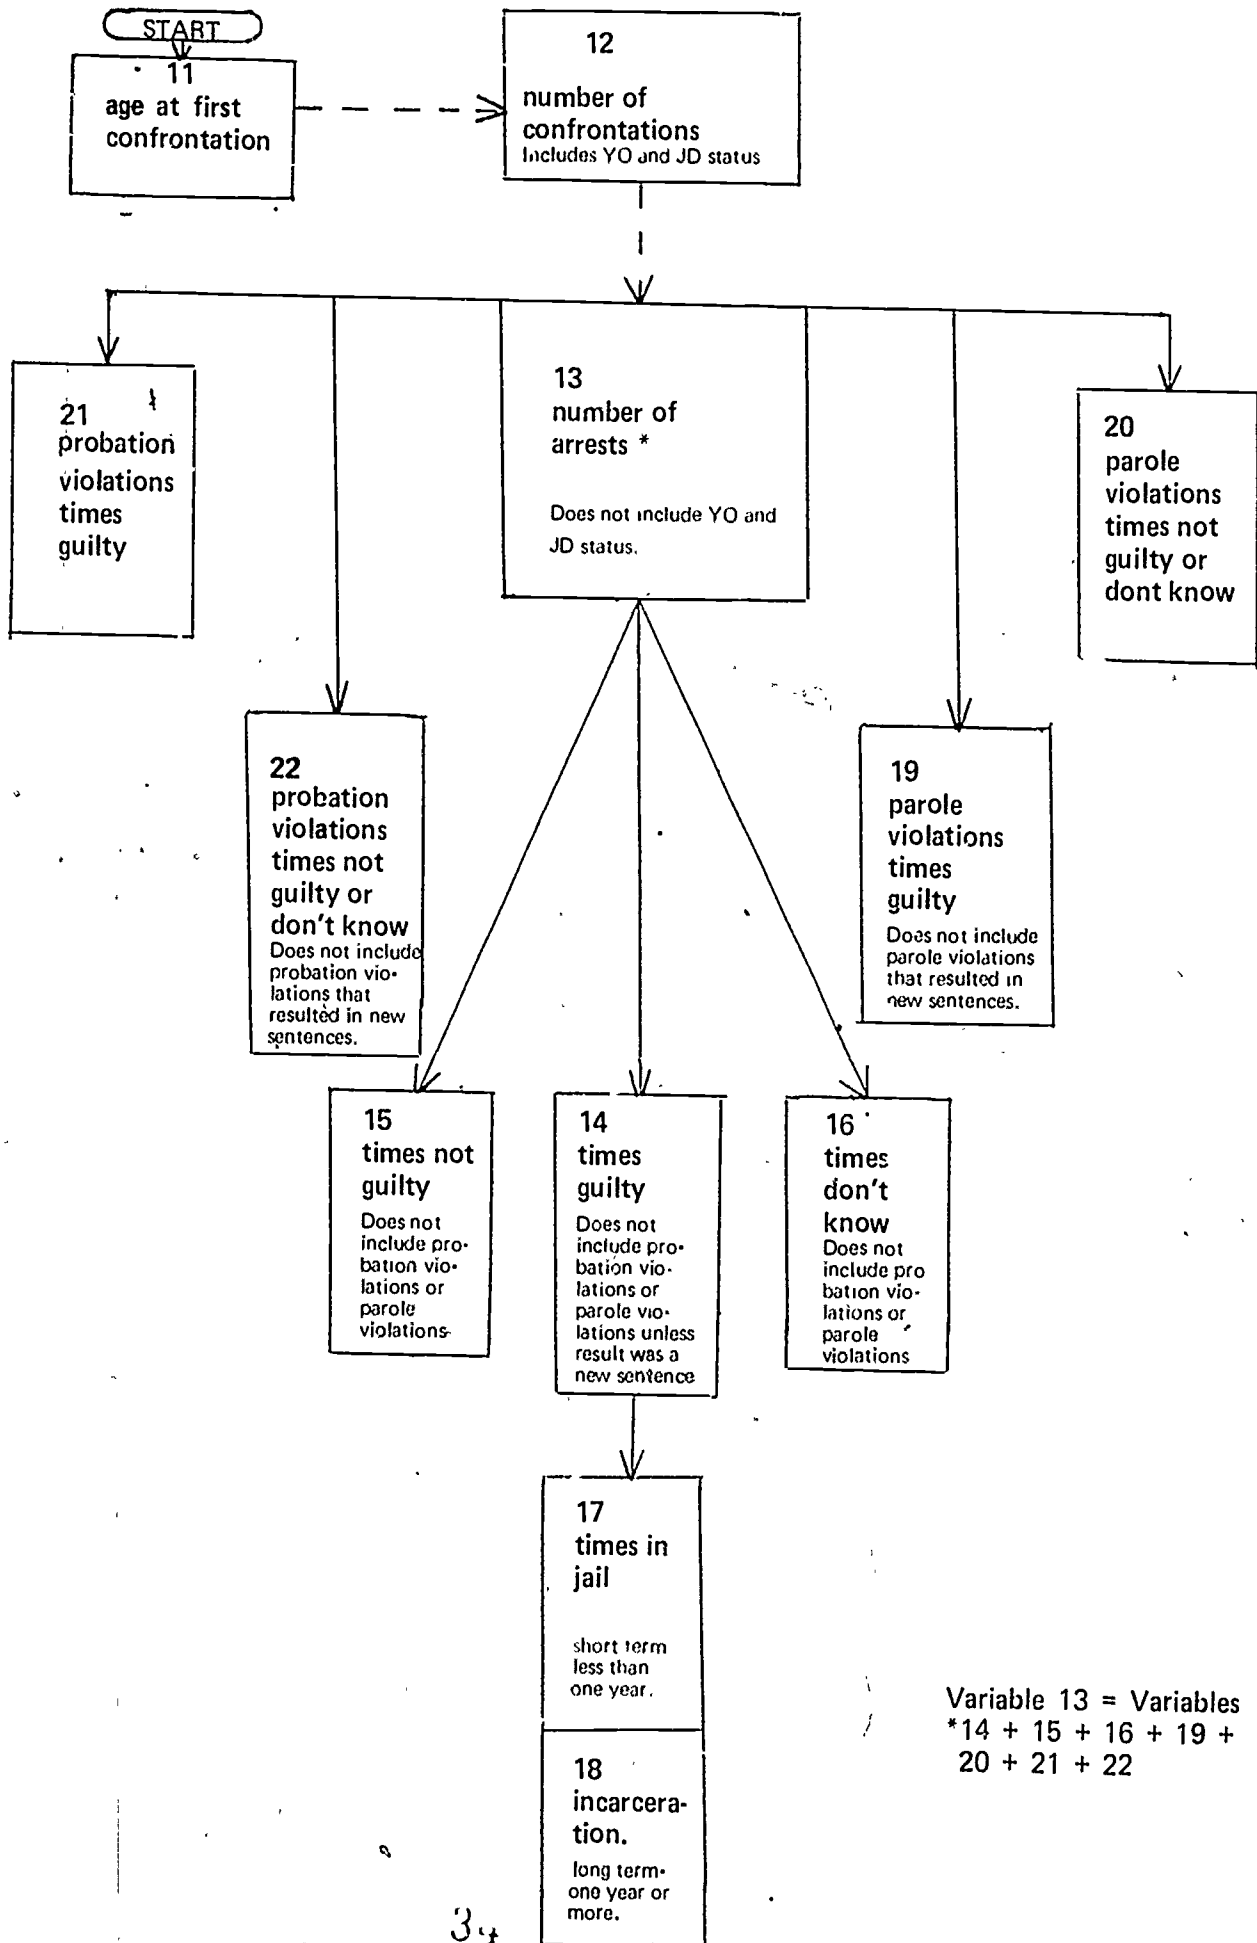 START
11
age at first
confrontation
12
number of
confrontations
Includes YO and JD status
21
probation
violations
times
guilty
13
number of
arrests *
Does not include YO and
JD status.
20
parole
violations
times not
guilty or
dont know
22
probation
violations
times not
guilty or
don't know
Does not include
probation vio-
lations that
resulted in new
sentences.
19
parole
violations
times
guilty
Does not include
parole violations
that resulted in
new sentences.
15
times not
guilty
Does not
include pro-
bation vio-
lations or
parole
violations
14
times
guilty
Does not
include pro-
bation vio-
lations or
parole vio-
lations unless
result was a
new sentence
16
times
don't
know
Does not
include pro
bation vio-
lations or
parole
violations
17
times in
jail
short term
less than
one year.
18
incarcera-
tion.
long term-
one year or
more.
Variable 13 = Variables
*14 + 15 + 16 + 19 +
20 + 21 + 22